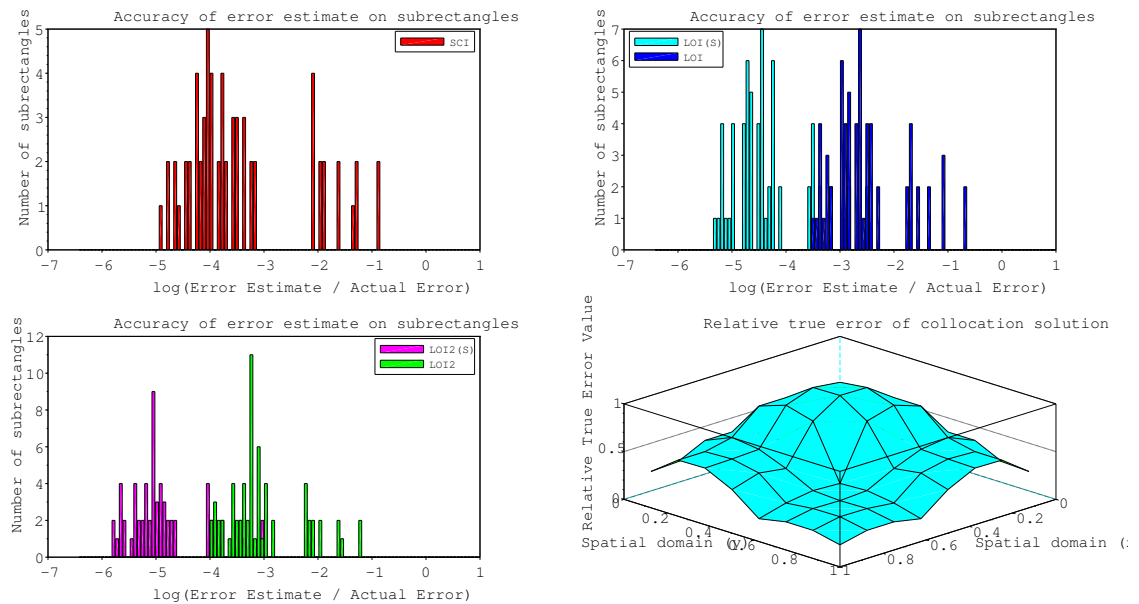 Accuracy of error estimate on subrectangles
Number of subrectangles
5
4
3
2
1
0
SCI
−7 −6 −5 −4 −3 −2 −1 0 1
log(Error Estimate / Actual Error)
Accuracy of error estimate on subrectangles
Number of subrectangles
7
6
5
4
3
2
1
0
LOI(S)
LOI
−7 −6 −5 −4 −3 −2 −1 0 1
log(Error Estimate / Actual Error)
Accuracy of error estimate on subrectangles
Number of subrectangles
12
10
8
6
4
2
0
LOI2(S)
LOI2
−7 −6 −5 −4 −3 −2 −1 0 1
log(Error Estimate / Actual Error)
Relative true error of collocation solution
Relative True Error Value
1
0.5
0
0 0.2 0.4 0.6 0.8 1
Spatial domain (y)
1 0.8 0.6 0.4 0.2 0
Spatial domain (